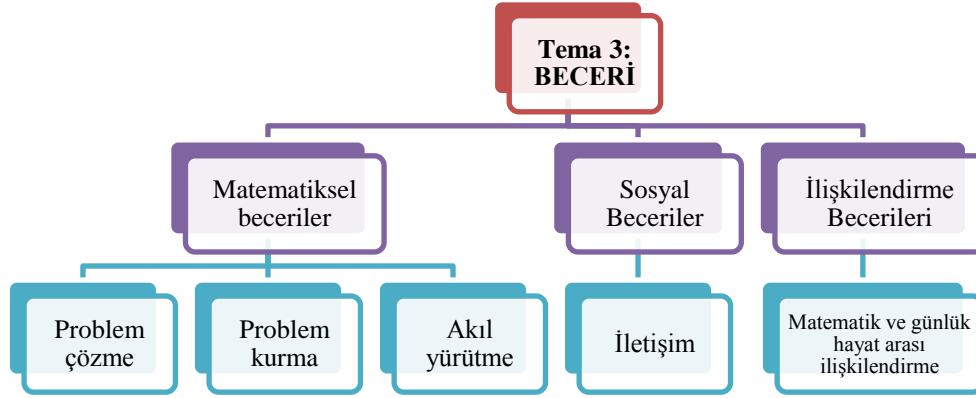 Tema 3:
BECERİ
Matematiksel
beceriler
Sosyal
Beceriler
İlişkilendirme
Becerileri
Problem
çözme
Problem
kurma
Akıl
yürütme
İletişim
Matematik ve günlük
hayat arası
ilişkilendirme